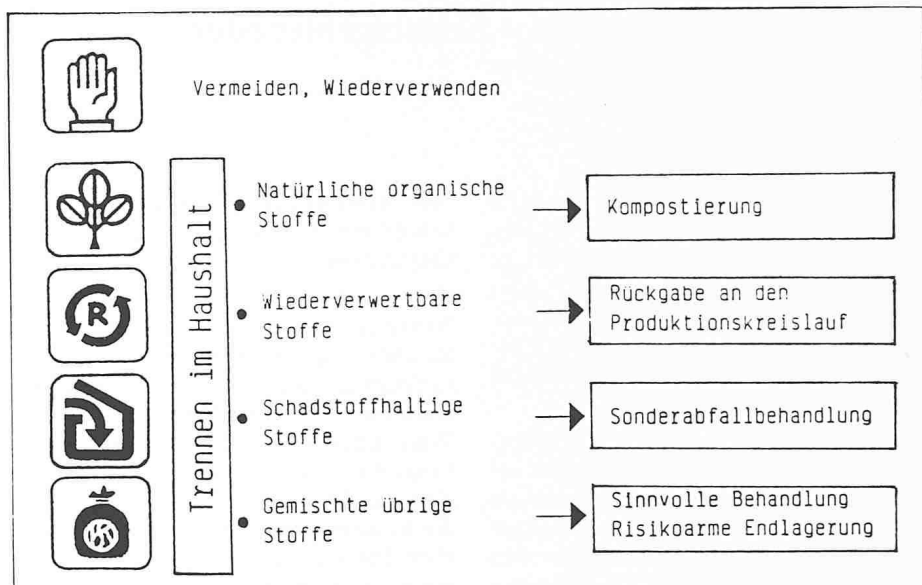 Vermeiden, Wiederverwenden
Trennen im Haushalt
• Natürliche organische
Stoffe
Kompostierung
R
• Wiederverwertbare
Stoffe
Rückgabe an den
Produktionskreislauf
• Schadstoffhaltige
Stoffe
Sonderabfallbehandlung
• Gemischte übrige
Stoffe
Sinnvolle Behandlung
Risikoarme Endlagerung